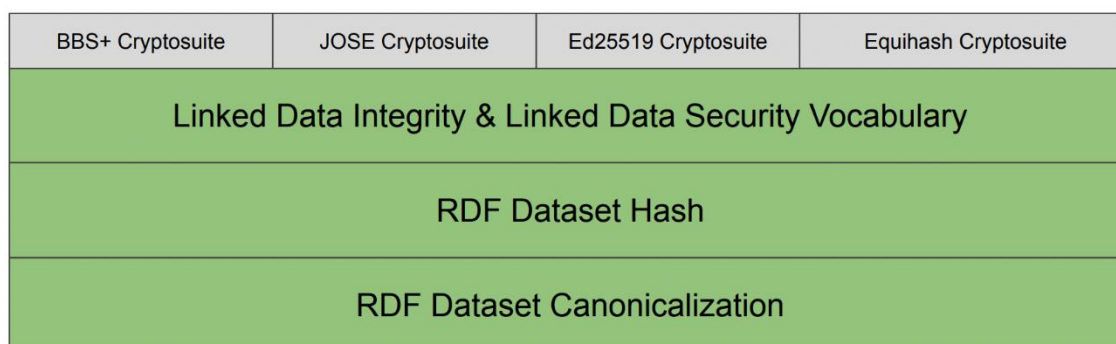 BBS+ Cryptosuite
JOSE Cryptosuite
Ed25519 Cryptosuite
Equihash Cryptosuite
Linked Data Integrity & Linked Data Security Vocabulary
RDF Dataset Hash
RDF Dataset Canonicalization